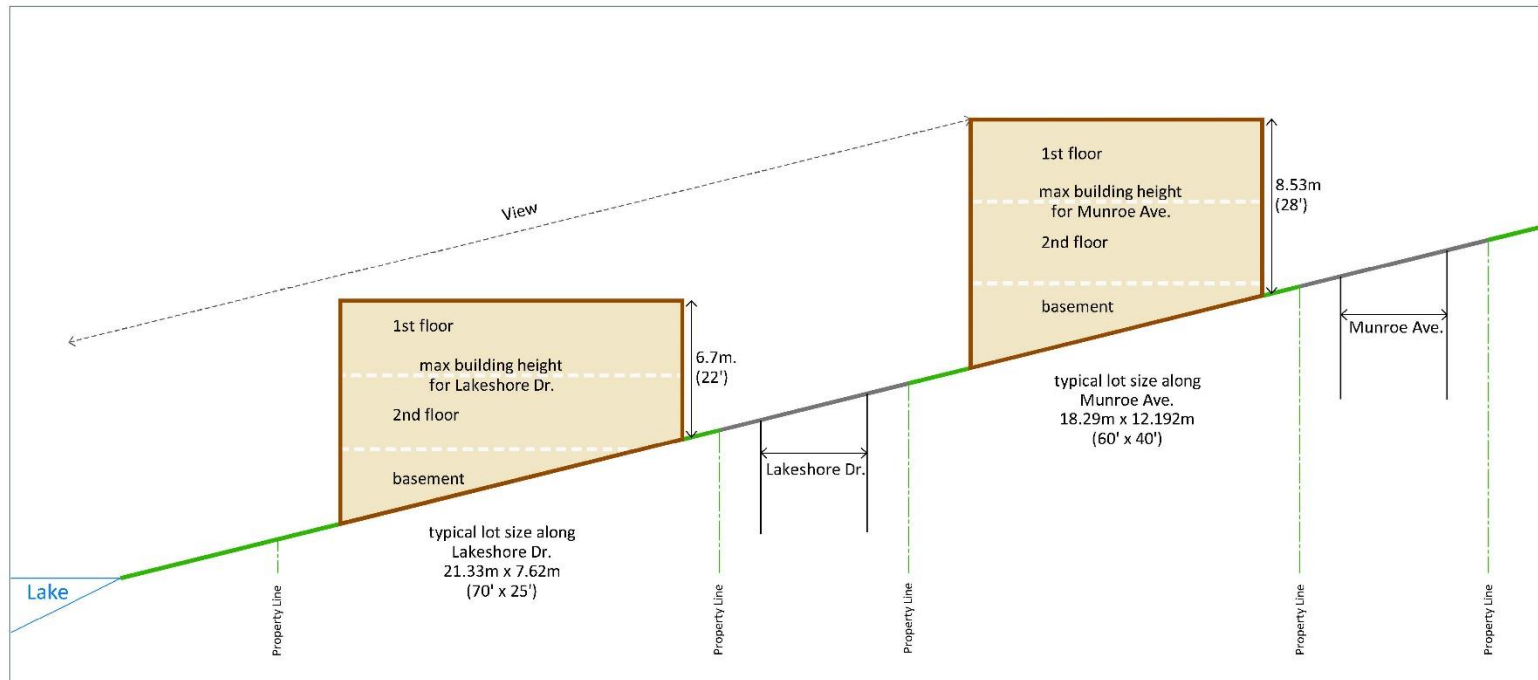 View
1st floor
max building height
for Munroe Ave.
2nd floor
basement
8.53m
(28')
1st floor
max building height
for Lakeshore Dr.
2nd floor
basement
6.7m.
(22')
Munroe Ave.
typical lot size along
Munroe Ave.
18.29m x 12.192m
(60' x 40')
Lakeshore Dr.
typical lot size along
Lakeshore Dr.
21.33m x 7.62m
(70' x 25')
Lake
Property Line
Property Line
Property Line
Property Line
Property Line